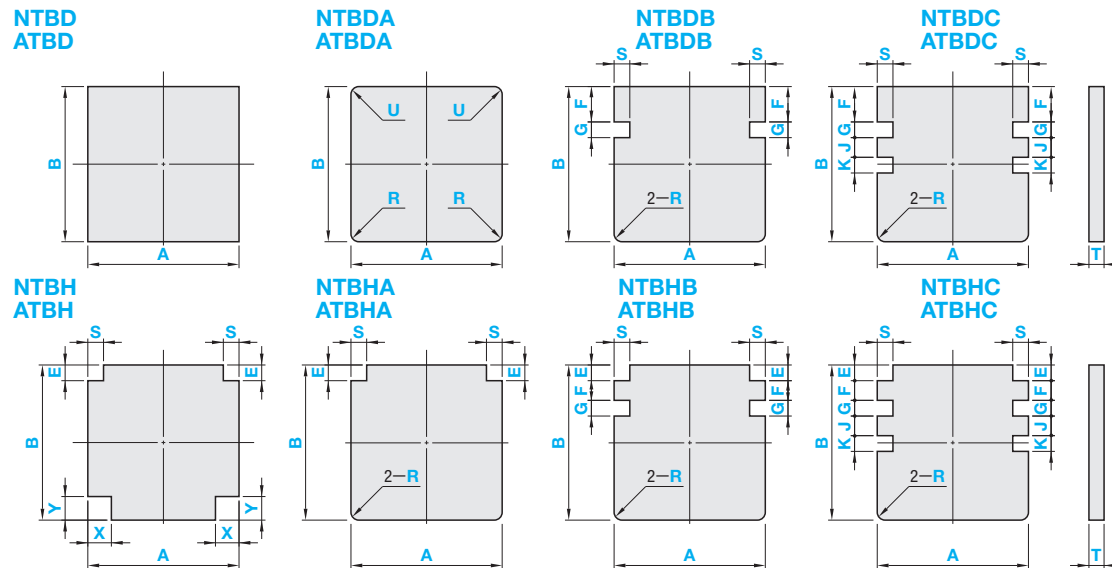 NTBD
ATBD
B
A
NTBDA
ATBDA
U U
B
R R
A
NTBDB
ATBDB
S S
F F
G G
B
2−R
A
NTBDC
ATBDC
S S
F F
G G
J J
K K
B
2−R
A
T
NTBH
ATBH
S S
E E
B
Y Y
X X
A
NTBHA
ATBHA
S S
E E
B
2−R
A
NTBHB
ATBHB
S S
E E
F F
G G
B
2−R
A
NTBHC
ATBHC
S S
E E
F F
G G
J J
K K
B
2−R
A
T